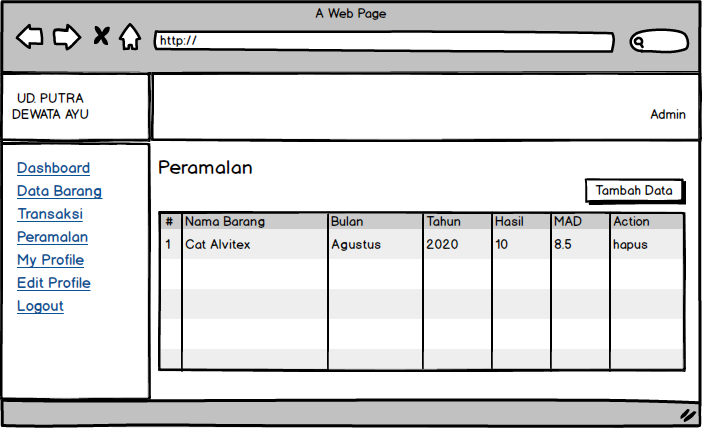 A Web Page
http://
UD. PUTRA
DEWATA AYU
Admin
Dashboard
Data Barang
Transaksi
Peramalan
My Profile
Edit Profile
Logout
Peramalan
Tambah Data
# Nama Barang Bulan Tahun Hasil MAD Action
1 Cat Alvitex Agustus 2020 10 8.5 hapus